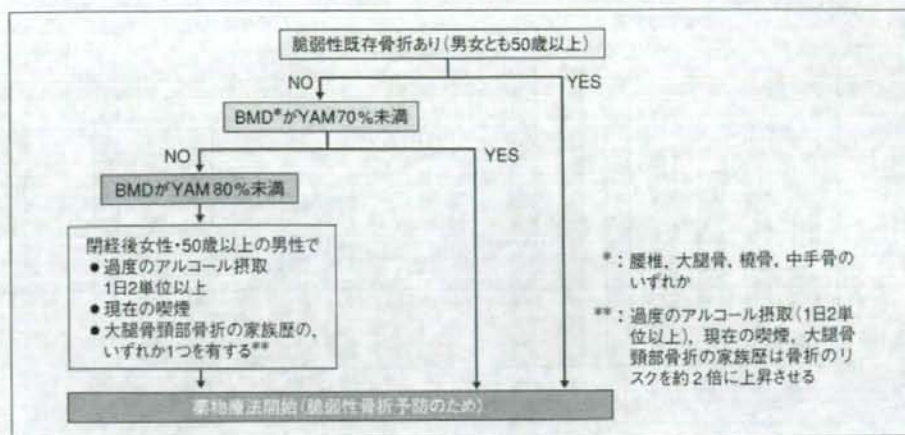 脆弱性既存骨折あり(男女とも50歳以上)
NO
YES
BMD*がYAM70%未満
NO
YES
BMDがYAM80%未満
閉経後女性・50歳以上の男性で
● 過度のアルコール摂取
1日2単位以上
● 現在の喫煙
● 大腿骨頸部骨折の家族歴の、
いずれか1つを有する**
*：腰椎，大腿骨，橈骨，中手骨の
いずれか
**：過度のアルコール摂取(1日2単
位以上)，現在の喫煙，大腿骨
頸部骨折の家族歴は骨折のリ
スクを約2倍に上昇させる
薬物療法開始(脆弱性骨折予防のため)